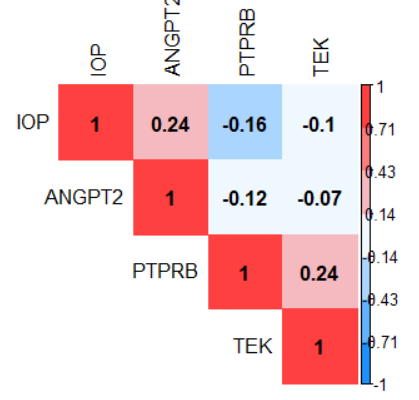 IOP ANGPT2 PTPRB TEK
IOP 1 0.24 -0.16 -0.1
ANGPT2 1 -0.12 -0.07
PTPRB 1 0.24
TEK 1
1
0.71
0.43
0.14
-0.14
-0.43
-0.71
-1